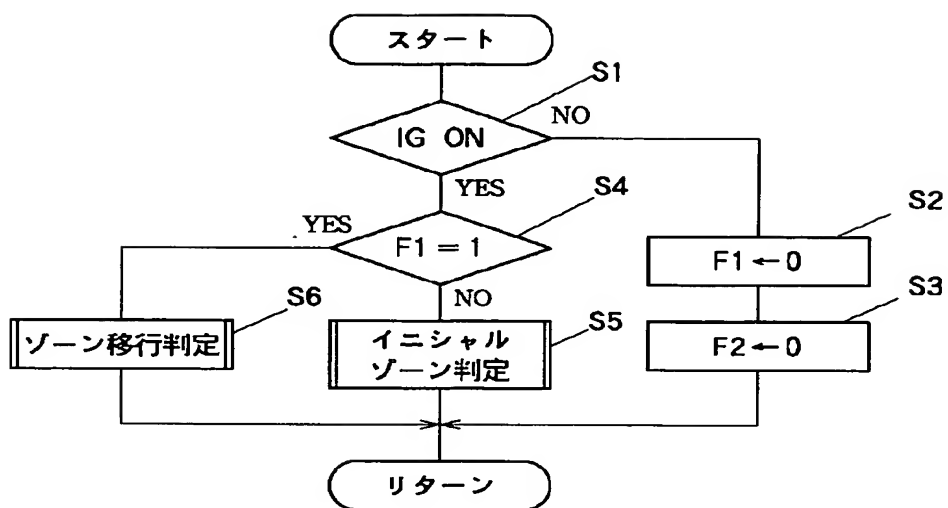 スタート
S1
IG ON
NO
YES
S4
S2
YES
F1 = 1
F1 ← 0
NO
S6
S3
S5
ゾーン移行判定
イニシャル
ゾーン判定
F2 ← 0
リターン